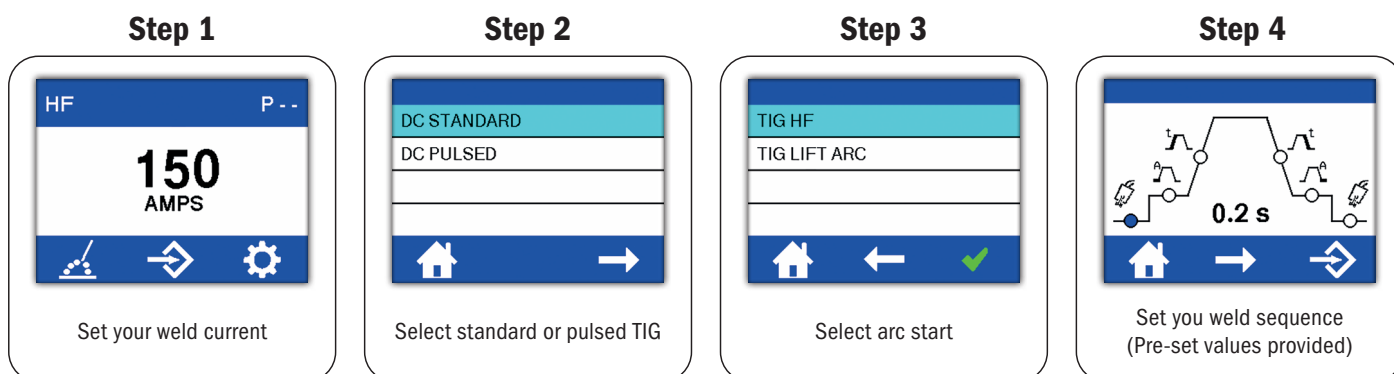 Step 1
HF P - -
150
AMPS
Set your weld current
Step 2
DC STANDARD
DC PULSED
Select standard or pulsed TIG
Step 3
TIG HF
TIG LIFT ARC
Select arc start
Step 4
t t
A A
0.2 s
Set you weld sequence
(Pre-set values provided)